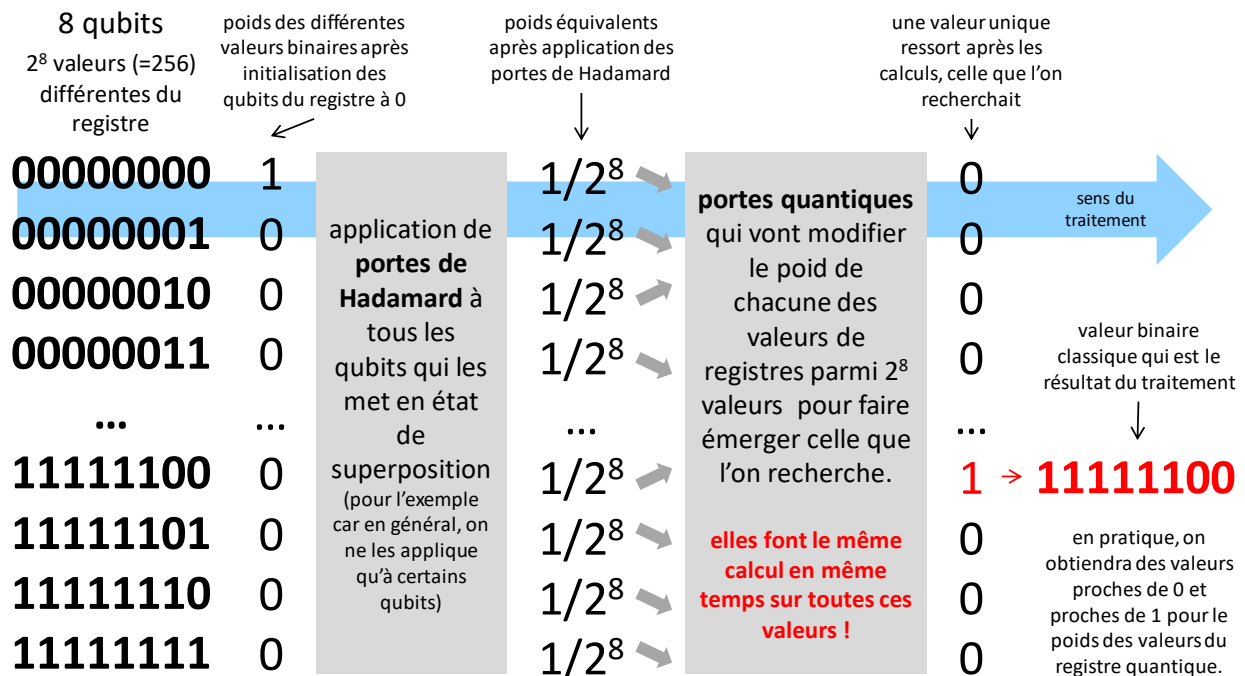 8 qubits
2⁸ valeurs (=256)
différentes du
registre
poids des différentes
valeurs binaires après
initialisation des
qubits du registre à 0
poids équivalents
après application des
portes de Hadamard
une valeur unique
ressort après les
calculs, celle que l’on
recherchait
00000000 1
00000001 0
00000010 0
00000011 0
... ...
11111100 0
11111101 0
11111110 0
11111111 0
application de
portes de
Hadamard à
tous les
qubits qui les
met en état
de
superposition
(pour l’exemple
car en général, on
ne les applique
qu’à certains
qubits)
1/2⁸
1/2⁸
1/2⁸
1/2⁸
...
1/2⁸
1/2⁸
1/2⁸
1/2⁸
portes quantiques
qui vont modifier
le poid de
chacune des
valeurs de
registres parmi 2⁸
valeurs pour faire
émerger celle que
l’on recherche.
elles font le même
calcul en même
temps sur toutes ces
valeurs !
0
0
0
0
...
1 → 11111100
0
0
0
sens du
traitement
valeur binaire
classique qui est le
résultat du traitement
en pratique, on
obtiendra des valeurs
proches de 0 et
proches de 1 pour le
poids des valeurs du
registre quantique.